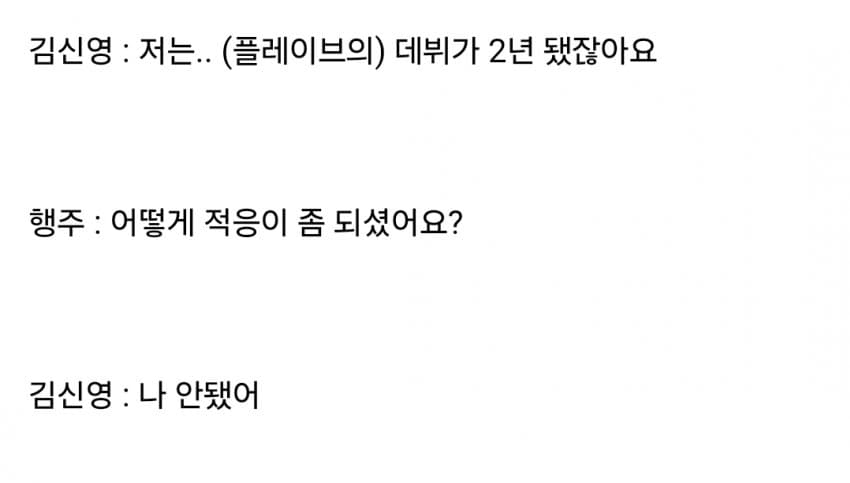 김신영 : 저는.. (플레이브의) 데뷔가 2년 됐잖아요
행주 : 어떻게 적응이 좀 되셨어요?
김신영 : 나 안됐어